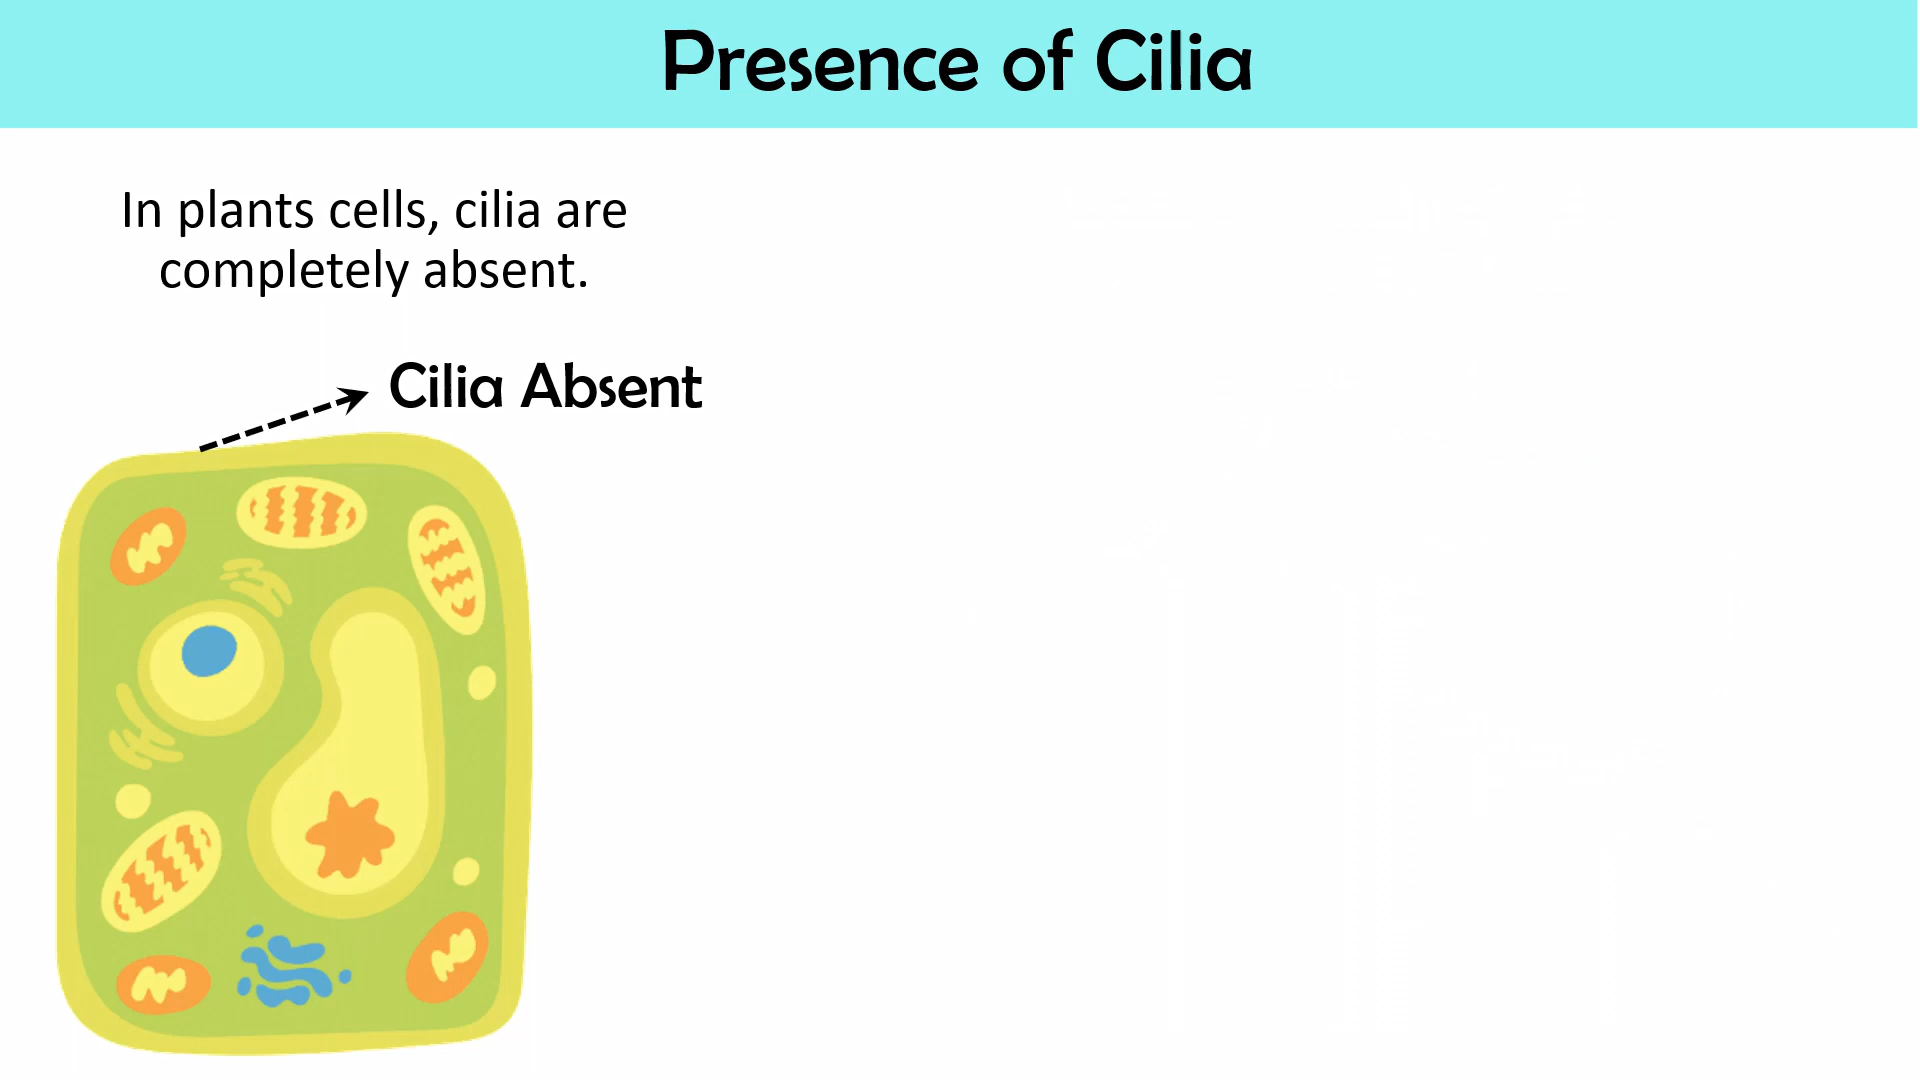 Presence of Cilia
In plants cells, cilia are
completely absent.
Cilia Absent